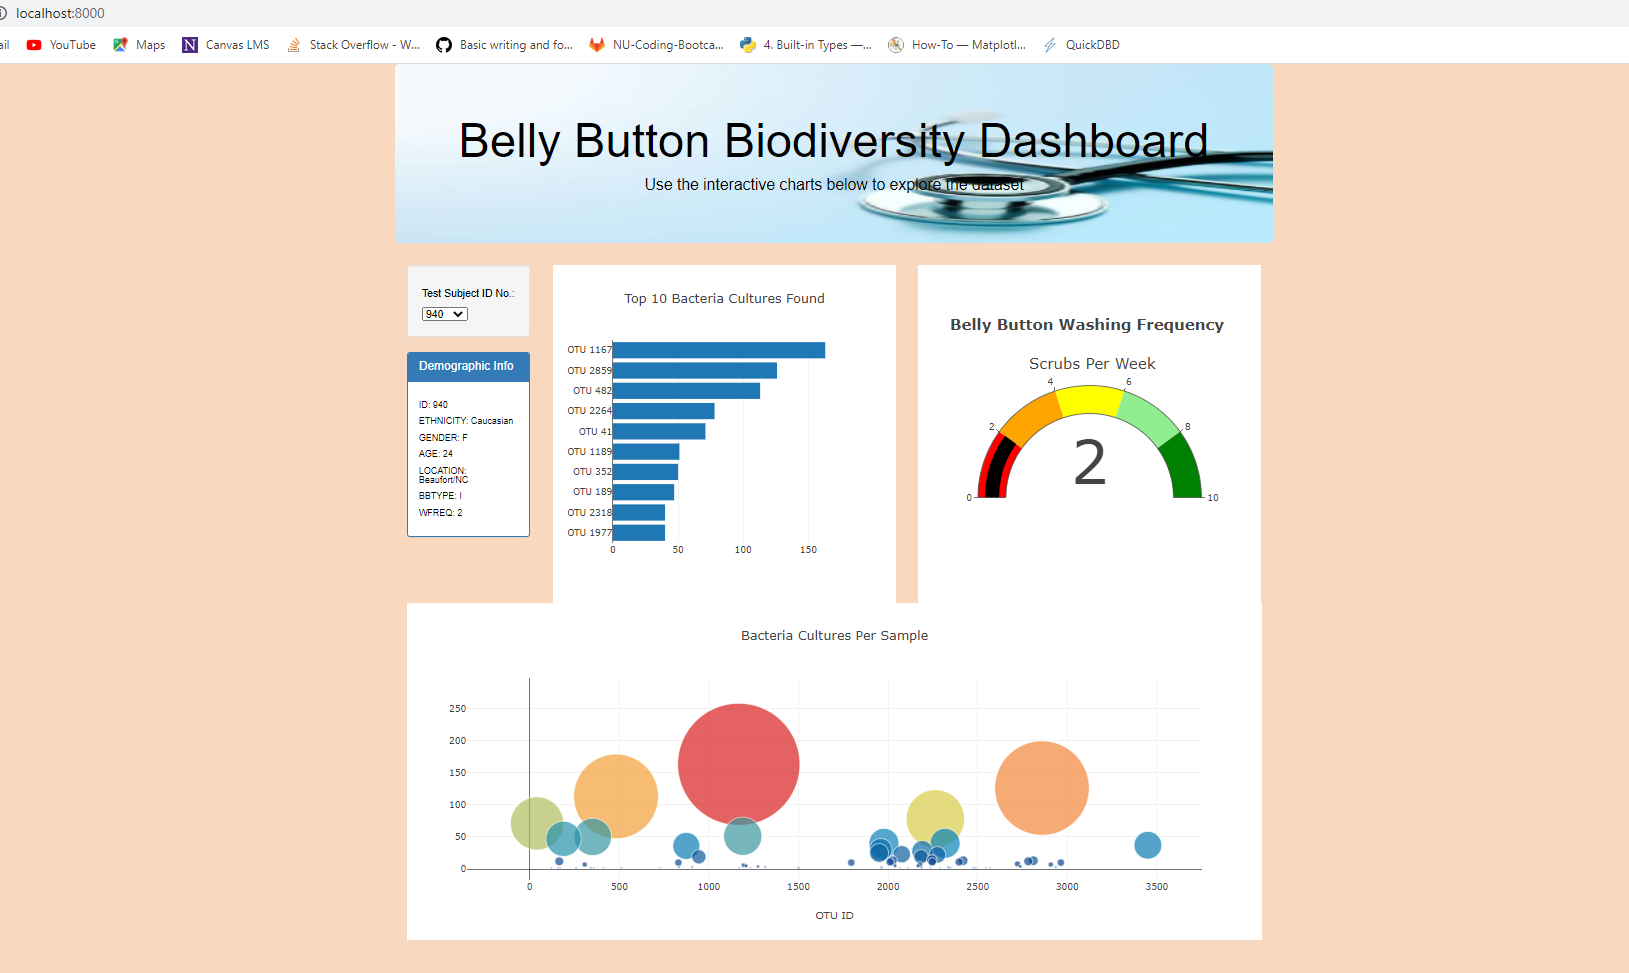 localhost:8000
ail YouTube Maps Canvas LMS Stack Overflow - W... Basic writing and fo... NU-Coding-Bootca... 4. Built-in Types —... How-To — Matplotl... QuickDBD
Belly Button Biodiversity Dashboard
Use the interactive charts below to explore the dataset
Test Subject ID No.:
940
Demographic Info
ID: 940
ETHNICITY: Caucasian
GENDER: F
AGE: 24
LOCATION:
Beaufort/NC
BBTYPE: I
WFREQ: 2
Top 10 Bacteria Cultures Found
OTU 1167
OTU 2859
OTU 482
OTU 2264
OTU 41
OTU 1189
OTU 352
OTU 189
OTU 2318
OTU 1977
0 50 100 150
Belly Button Washing Frequency
Scrubs Per Week
4 6
2 8
2
0 10
Bacteria Cultures Per Sample
250
200
150
100
50
0
0 500 1000 1500 2000 2500 3000 3500
OTU ID